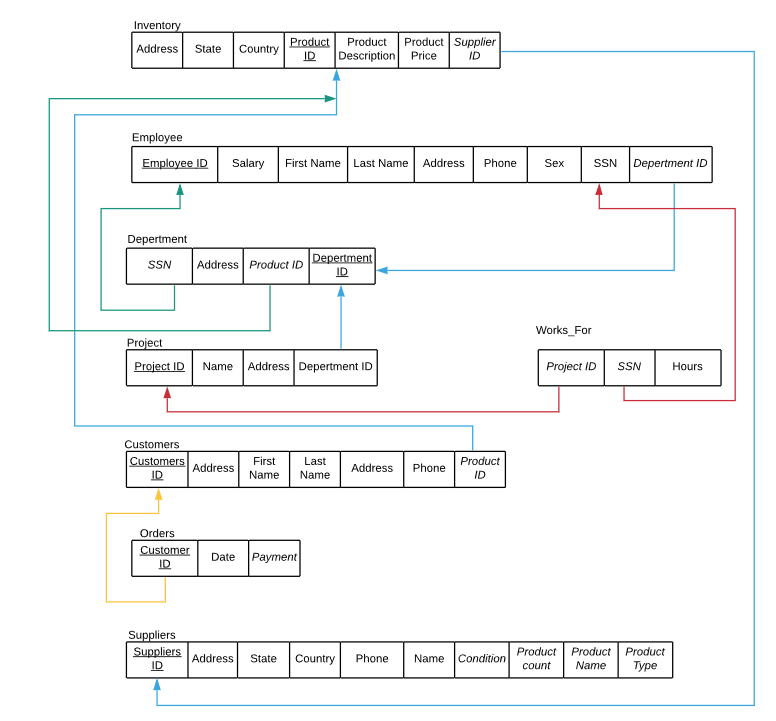 Inventory
Address State Country Product ID Product Description Product Price Supplier ID
Employee
Employee ID Salary First Name Last Name Address Phone Sex SSN Depertment ID
Depertment
SSN Address Product ID Depertment ID
Works_For
Project ID SSN Hours
Project
Project ID Name Address Depertment ID
Customers
Customers ID Address First Name Last Name Address Phone Product ID
Orders
Customer ID Date Payment
Suppliers
Suppliers ID Address State Country Phone Name Condition Product count Product Name Product Type